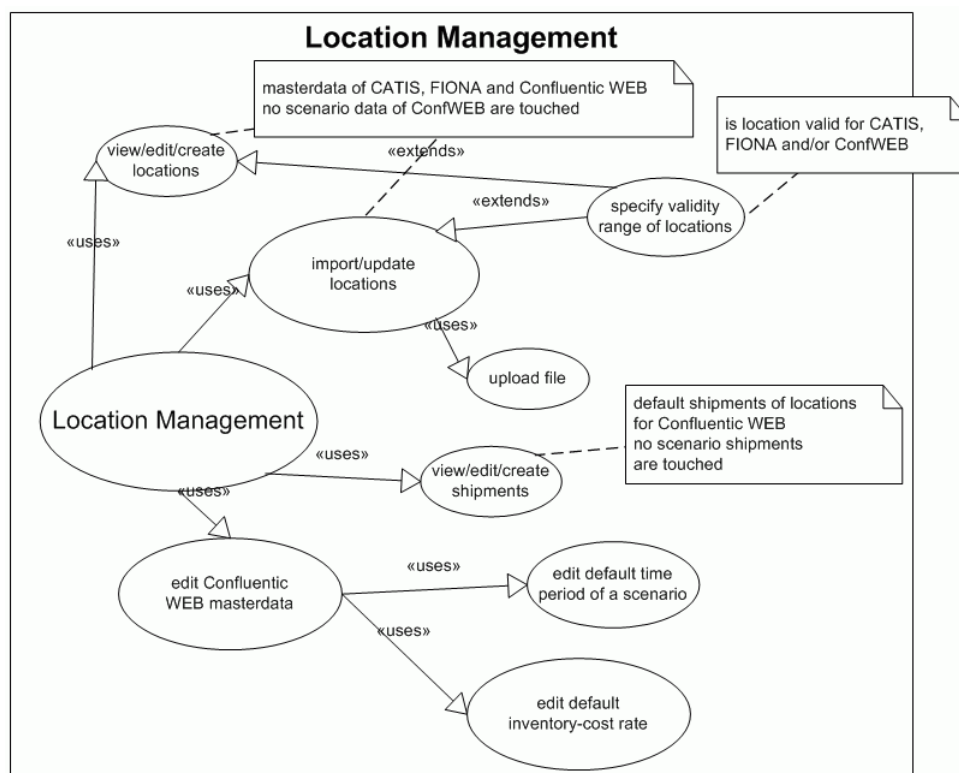 Location Management
masterdata of CATIS, FIONA and Confluentic WEB
no scenario data of ConfWEB are touched
is location valid for CATIS,
FIONA and/or ConfWEB
view/edit/create
locations
«extends»
«extends»
specify validity
range of locations
«uses»
import/update
locations
«uses»
«uses»
upload file
Location Management
default shipments of locations
for Confluentic WEB
no scenario shipments
are touched
«uses»
view/edit/create
shipments
«uses»
edit Confluentic
WEB masterdata
«uses»
edit default time
period of a scenario
«uses»
edit default
inventory-cost rate